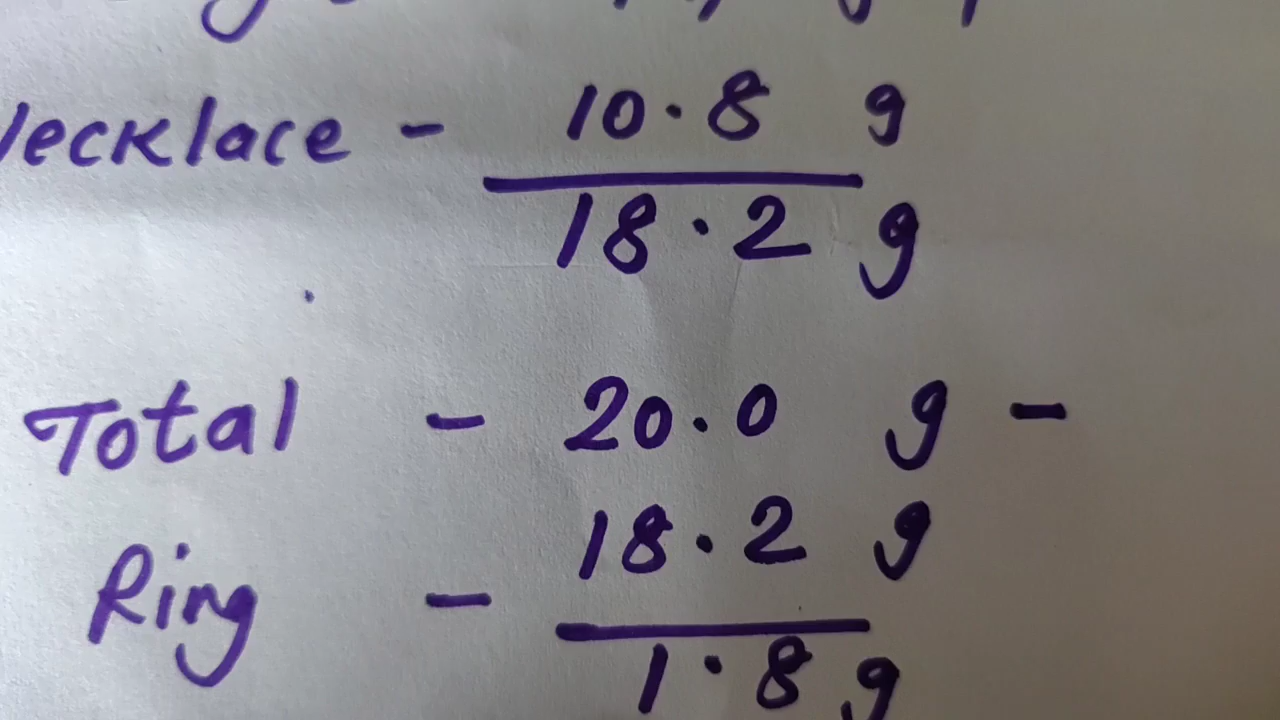 Necklace - 10.8 g
18.2 g
Total - 20.0 g -
18.2 g
Ring -
1.8 g